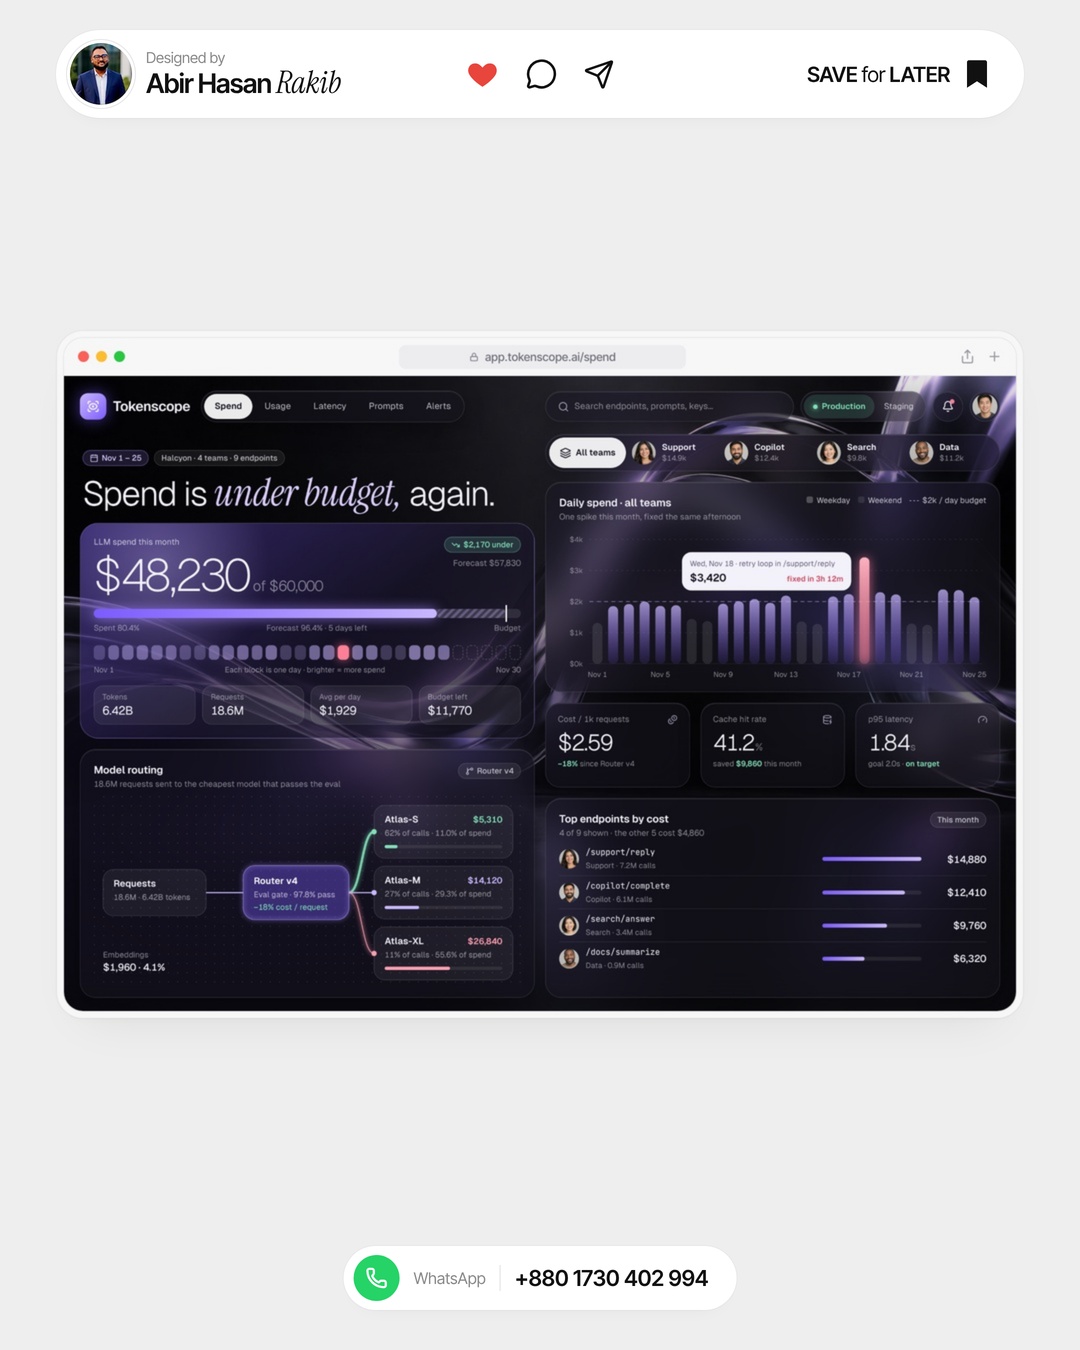 Designed by
Abir Hasan Rakib
SAVE for LATER
app.tokenscope.ai/spend
Tokenscope
Spend
Usage
Latency
Prompts
Alerts
Search endpoints, prompts, keys...
Production
Staging
Nov 1 – 25
Halcyon · 4 teams · 9 endpoints
Spend is under budget, again.
All teams
Support
$14.9k
Copilot
$12.4k
Search
$9.8k
Data
$11.2k
LLM spend this month
$2,170 under
$48,230 of $60,000
Forecast $57,830
Spent 80.4%
Forecast 96.4% · 5 days left
Budget
Nov 1
Each block is one day · brighter = more spend
Nov 30
Tokens
6.42B
Requests
18.6M
Avg per day
$1,929
Budget left
$11,770
Daily spend · all teams
One spike this month, fixed the same afternoon
Weekday
Weekend
$2k / day budget
$4k
$3k
$2k
$1k
$0k
Wed, Nov 18 · retry loop in /support/reply
$3,420
fixed in 3h 12m
Nov 1
Nov 5
Nov 9
Nov 13
Nov 17
Nov 21
Nov 25
Cost / 1k requests
$2.59
−18% since Router v4
Cache hit rate
41.2%
saved $9,860 this month
p95 latency
1.84s
goal 2.0s · on target
Model routing
18.6M requests sent to the cheapest model that passes the eval
Router v4
Requests
18.6M · 6.42B tokens
Router v4
Eval gate · 97.8% pass
−18% cost / request
Atlas-S
$5,310
62% of calls · 11.0% of spend
Atlas-M
$14,120
27% of calls · 29.3% of spend
Atlas-XL
$26,840
11% of calls · 55.6% of spend
Embeddings
$1,960 · 4.1%
Top endpoints by cost
4 of 9 shown · the other 5 cost $4,860
This month
/support/reply
Support · 7.2M calls
$14,880
/copilot/complete
Copilot · 6.1M calls
$12,410
/search/answer
Search · 3.4M calls
$9,760
/docs/summarize
Data · 0.9M calls
$6,320
WhatsApp
+880 1730 402 994